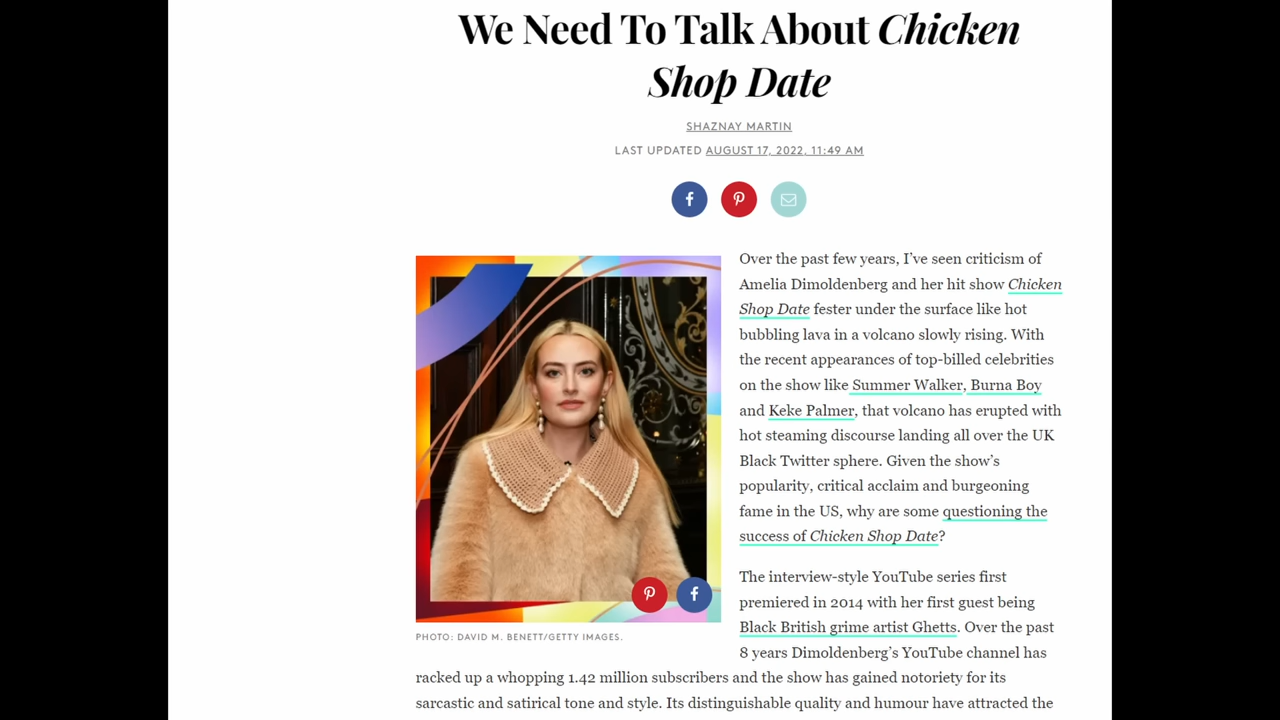 We Need To Talk About Chicken
Shop Date
SHAZNAY MARTIN
LAST UPDATED AUGUST 17, 2022, 11:49 AM
Over the past few years, I’ve seen criticism of
Amelia Dimoldenberg and her hit show Chicken
Shop Date fester under the surface like hot
bubbling lava in a volcano slowly rising. With
the recent appearances of top-billed celebrities
on the show like Summer Walker, Burna Boy
and Keke Palmer, that volcano has erupted with
hot steaming discourse landing all over the UK
Black Twitter sphere. Given the show’s
popularity, critical acclaim and burgeoning
fame in the US, why are some questioning the
success of Chicken Shop Date?
PHOTO: DAVID M. BENETT/GETTY IMAGES.
The interview-style YouTube series first
premiered in 2014 with her first guest being
Black British grime artist Ghetts. Over the past
8 years Dimoldenberg’s YouTube channel has
racked up a whopping 1.42 million subscribers and the show has gained notoriety for its
sarcastic and satirical tone and style. Its distinguishable quality and humour have attracted the